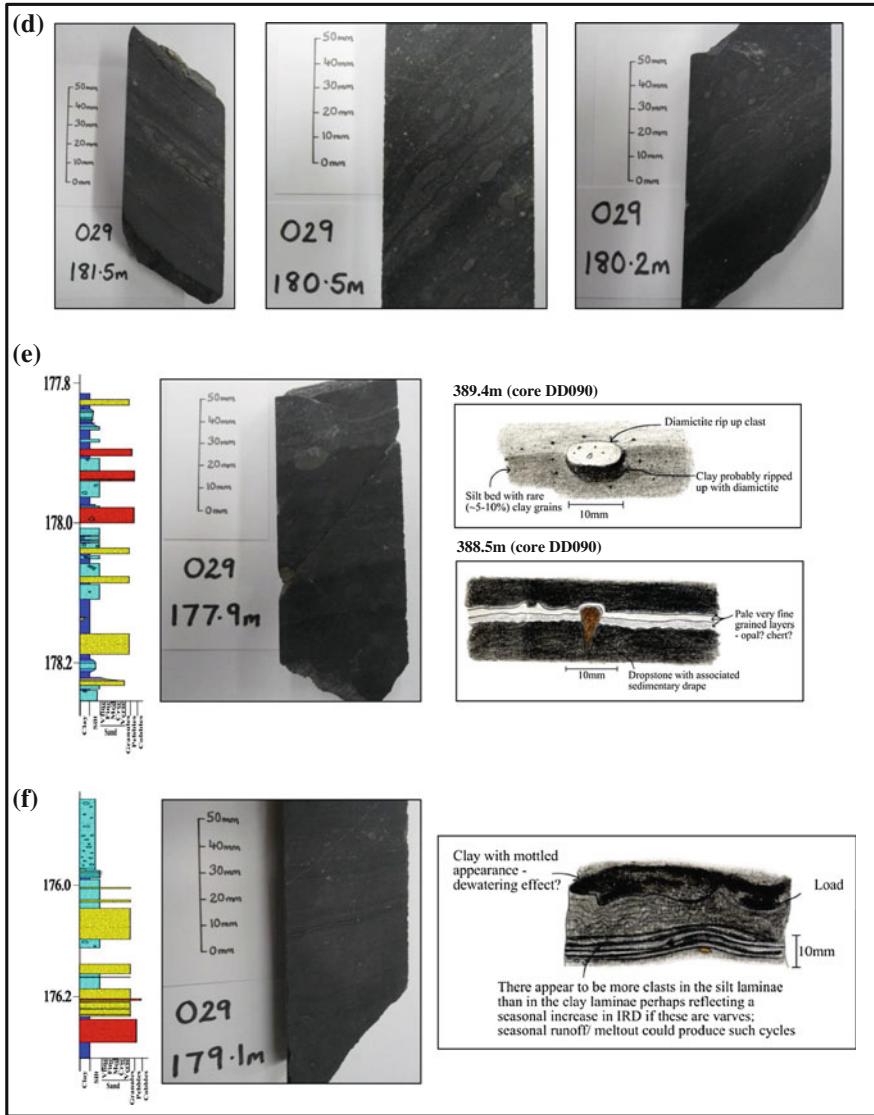 (d)
50mm
40mm
30mm
20mm
10mm
0mm
029
181.5m
50mm
40mm
30mm
20mm
10mm
0mm
029
180.5m
50mm
40mm
30mm
20mm
10mm
0mm
029
180.2m
(e)
177.8
178.0
178.2
Clay
Silt
Sand
Granules
Pebbles
Cobbles
50mm
40mm
30mm
20mm
10mm
0mm
029
177.9m
389.4m (core DD090)
Diamictite rip up clast
Silt bed with rare
(~5-10%) clay grains
Clay probably ripped
up with diamictite
10mm
388.5m (core DD090)
Pale very fine
grained layers
- opal? chert?
10mm
Dropstone with associated
sedimentary drape
(f)
176.0
176.2
Clay
Silt
Sand
Granules
Pebbles
Cobbles
50mm
40mm
30mm
20mm
10mm
0mm
029
179.1m
Clay with mottled
appearance -
dewatering effect?
Load
10mm
There appear to be more clasts in the silt laminae
than in the clay laminae perhaps reflecting a
seasonal increase in IRD if these are varves;
seasonal runoff/ meltout could produce such cycles